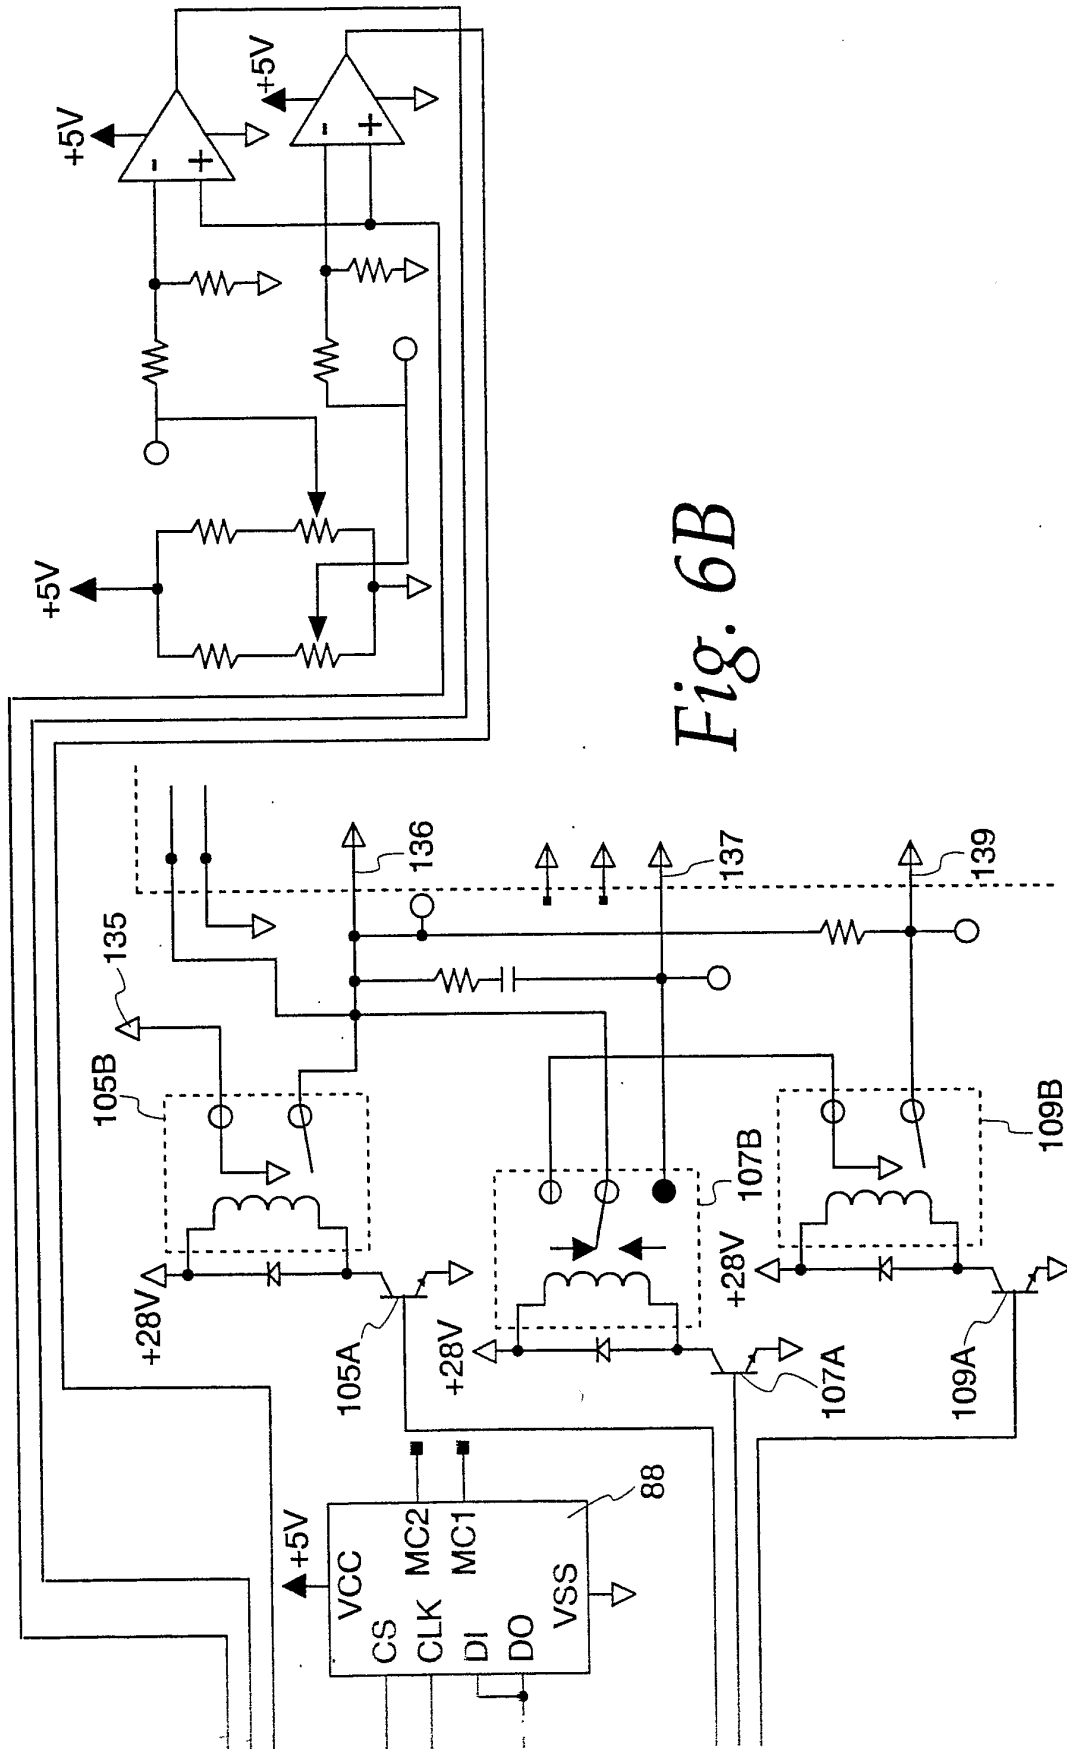 +5V
-
+
+5V
-
+
+5V
Fig. 6B
135
105B
136
137
139
+28V
105A
107B
+28V
107A
109B
+28V
109A
+5V
VCC
CS
CLK
DI
DO
MC2
MC1
VSS
88